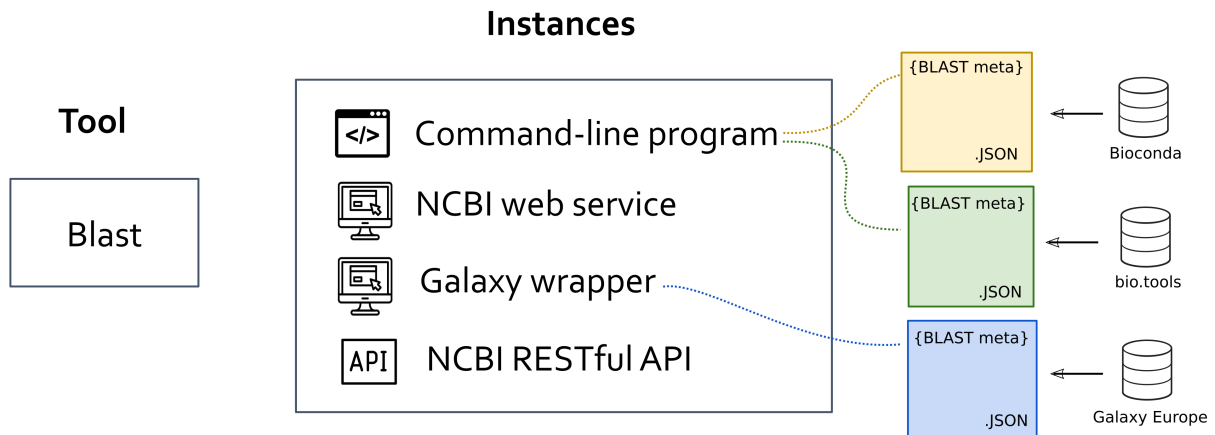 Instances
Tool
Blast
</>
Command-line program
NCBI web service
Galaxy wrapper
API
NCBI RESTful API
{BLAST meta}
.JSON
Bioconda
{BLAST meta}
.JSON
bio.tools
{BLAST meta}
.JSON
Galaxy Europe